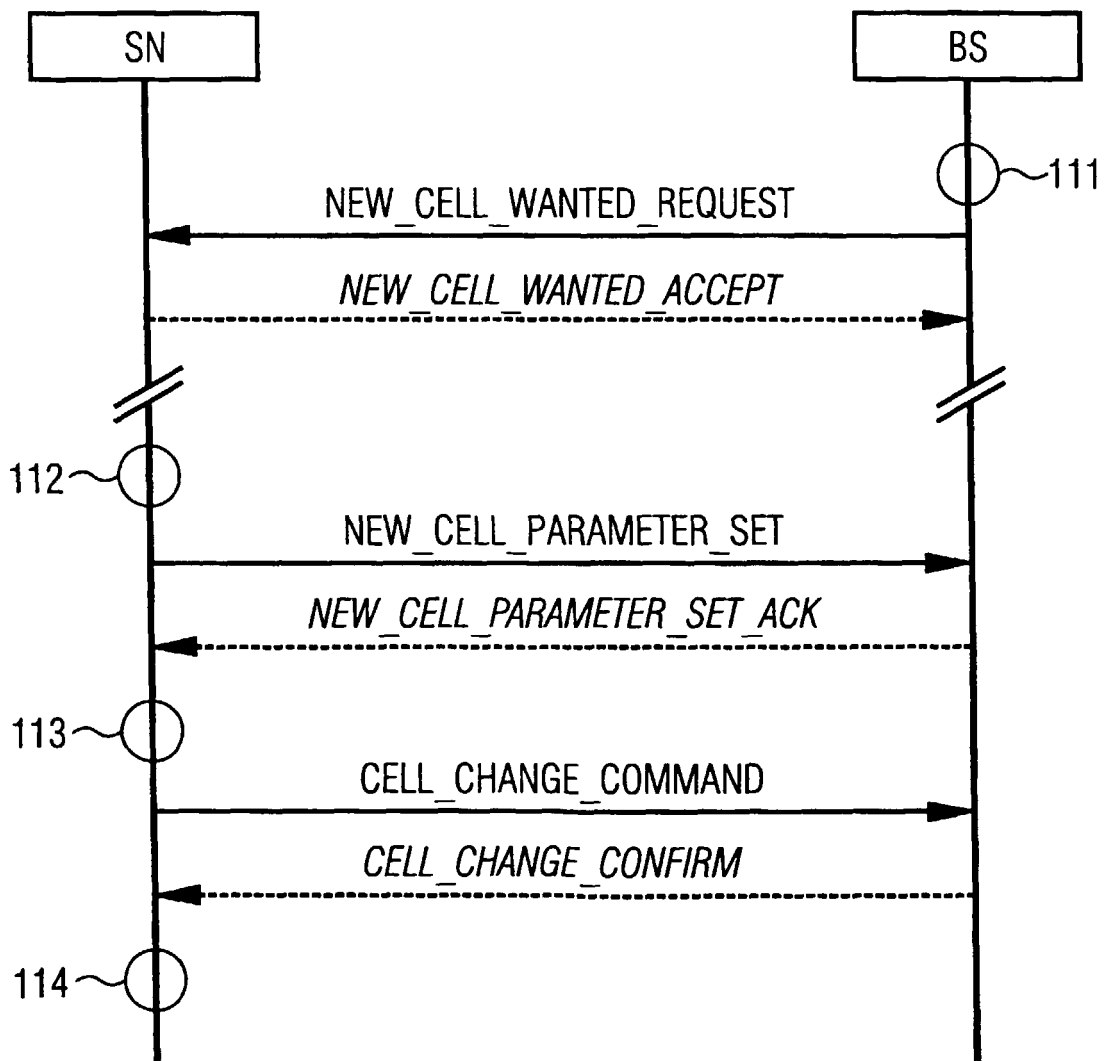 SN
BS
111
NEW_CELL_WANTED_REQUEST
NEW_CELL_WANTED_ACCEPT
112
NEW_CELL_PARAMETER_SET
NEW_CELL_PARAMETER_SET_ACK
113
CELL_CHANGE_COMMAND
CELL_CHANGE_CONFIRM
114